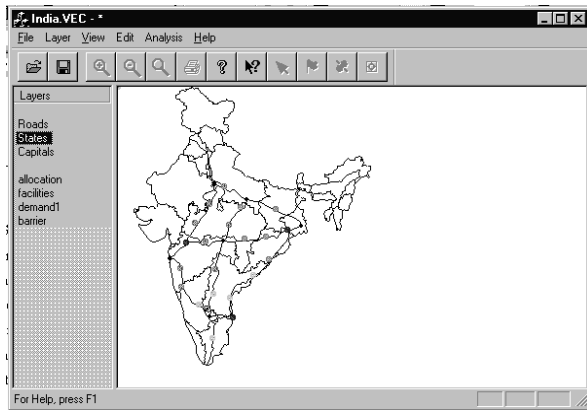 India.VEC - *
File Layer View Edit Analysis Help
Layers
Roads
States
Capitals
allocation
facilities
demand1
barrier
For Help, press F1